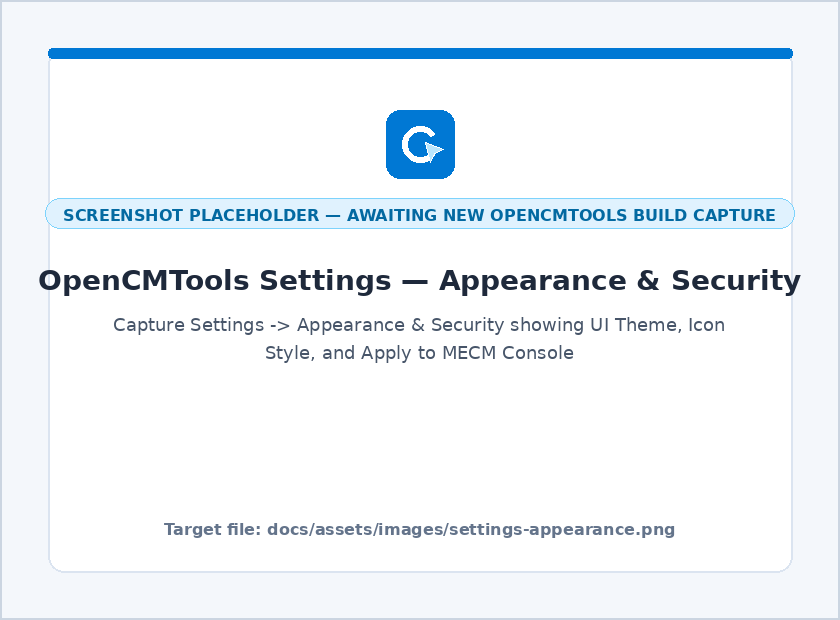 SCREENSHOT PLACEHOLDER — AWAITING NEW OPENCMTOOLS BUILD CAPTURE
OpenCMTools Settings — Appearance & Security
Capture Settings -> Appearance & Security showing UI Theme, Icon
Style, and Apply to MECM Console
Target file: docs/assets/images/settings-appearance.png